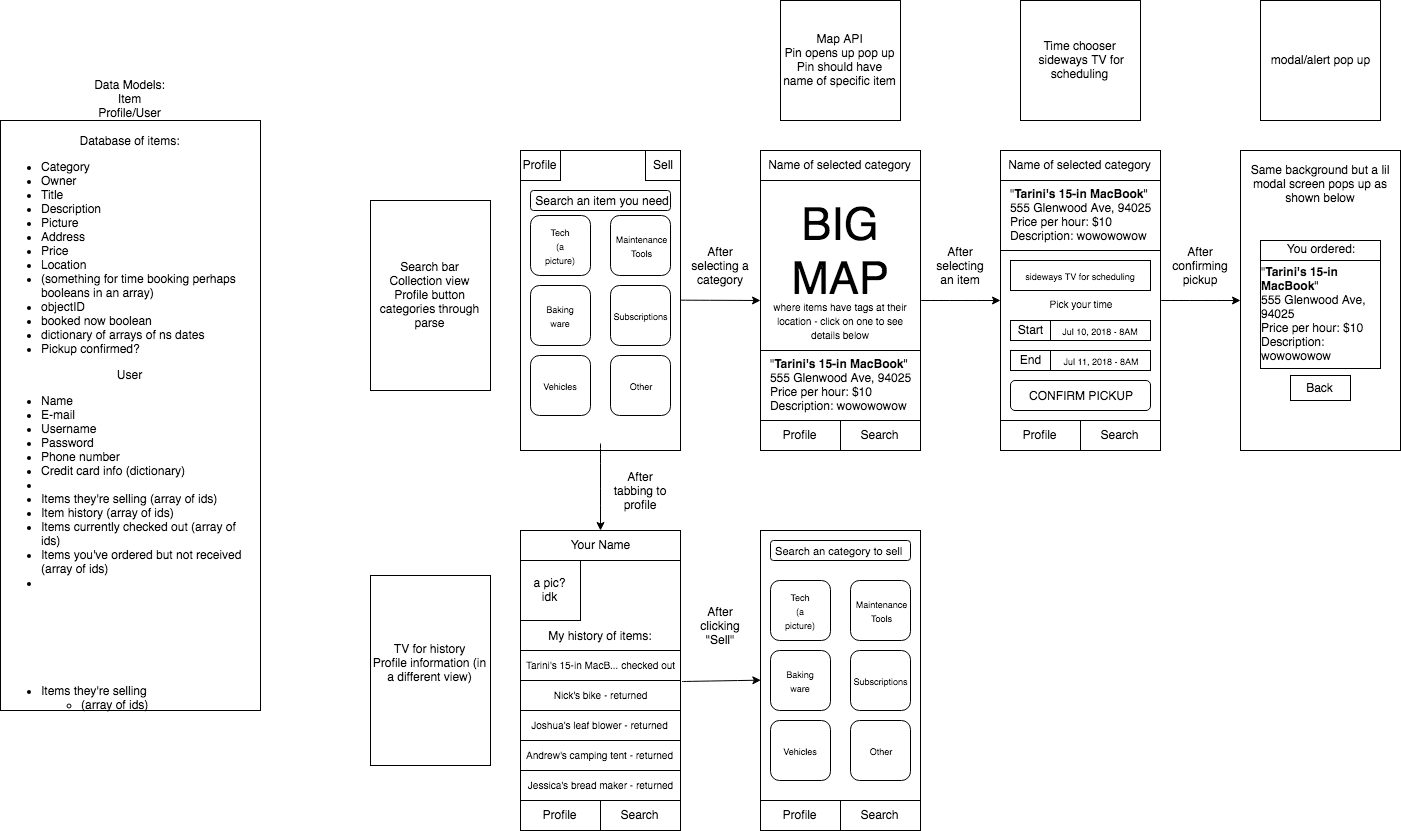 Data Models:
Item
Profile/User
Database of items:
Category
Owner
Title
Description
Picture
Address
Price
Location
(something for time booking perhaps
booleans in an array)
objectID
booked now boolean
dictionary of arrays of ns dates
Pickup confirmed?
User
Name
E-mail
Username
Password
Phone number
Credit card info (dictionary)
Items they're selling (array of ids)
Item history (array of ids)
Items currently checked out (array of
ids)
Items you've ordered but not received
(array of ids)
Items they're selling
(array of ids)
Search bar
Collection view
Profile button
categories through
parse
Profile
Sell
Search an item you need
Tech
(a
picture)
Maintenance
Tools
Baking
ware
Subscriptions
Vehicles
Other
After
selecting a
category
Map API
Pin opens up pop up
Pin should have
name of specific item
Name of selected category
BIG
MAP
where items have tags at their
location - click on one to see
details below
"Tarini's 15-in MacBook"
555 Glenwood Ave, 94025
Price per hour: $10
Description: wowowowow
Profile
Search
After
selecting
an item
Time chooser
sideways TV for
scheduling
Name of selected category
"Tarini's 15-in MacBook"
555 Glenwood Ave, 94025
Price per hour: $10
Description: wowowowow
sideways TV for scheduling
Pick your time
Start
Jul 10, 2018 - 8AM
End
Jul 11, 2018 - 8AM
CONFIRM PICKUP
Profile
Search
After
confirming
pickup
modal/alert pop up
Same background but a lil
modal screen pops up as
shown below
You ordered:
"Tarini's 15-in
MacBook"
555 Glenwood Ave,
94025
Price per hour: $10
Description:
wowowowow
Back
After
tabbing to
profile
TV for history
Profile information (in
a different view)
Your Name
a pic?
idk
My history of items:
Tarini's 15-in MacB... checked out
Nick's bike - returned
Joshua's leaf blower - returned
Andrew's camping tent - returned
Jessica's bread maker - returned
Profile
Search
After
clicking
"Sell"
Search an category to sell
Tech
(a
picture)
Maintenance
Tools
Baking
ware
Subscriptions
Vehicles
Other
Profile
Search